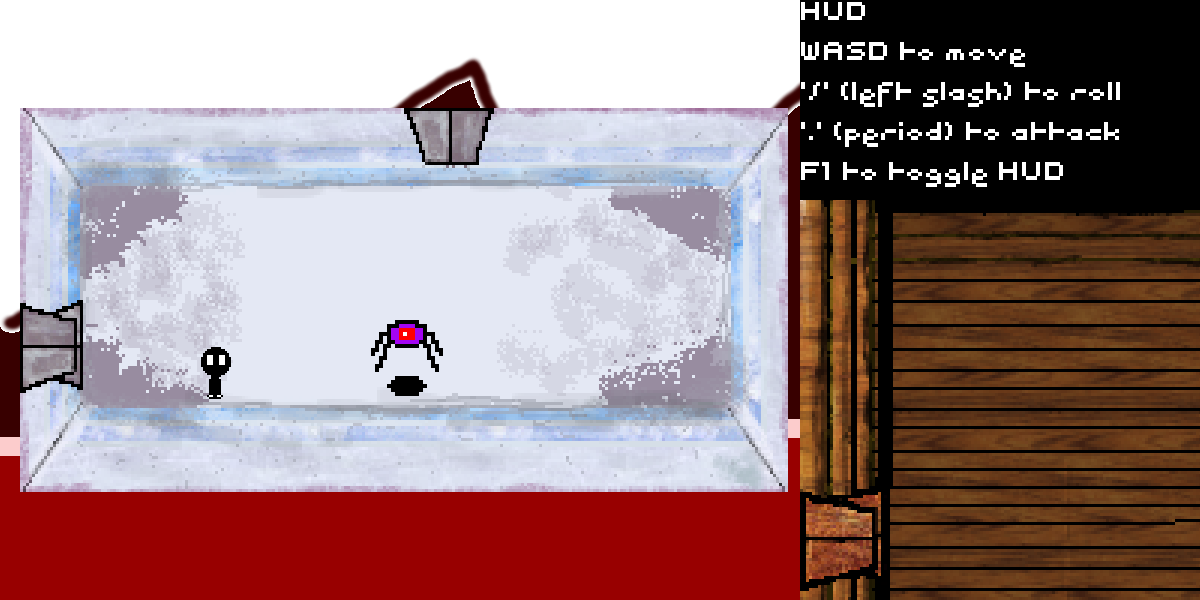 HUD
WASD to move
'/' (left slash) to roll
'.' (period) to attack
F1 to toggle HUD